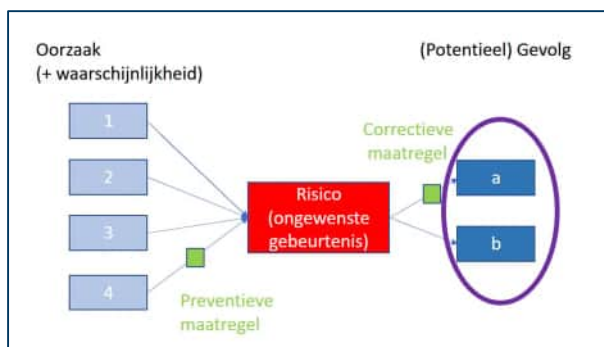 Oorzaak
(+ waarschijnlijkheid)
(Potentieel) Gevolg
1
2
3
4
Risico
(ongewenste
gebeurtenis)
Correctieve
maatregel
a
b
Preventieve
maatregel